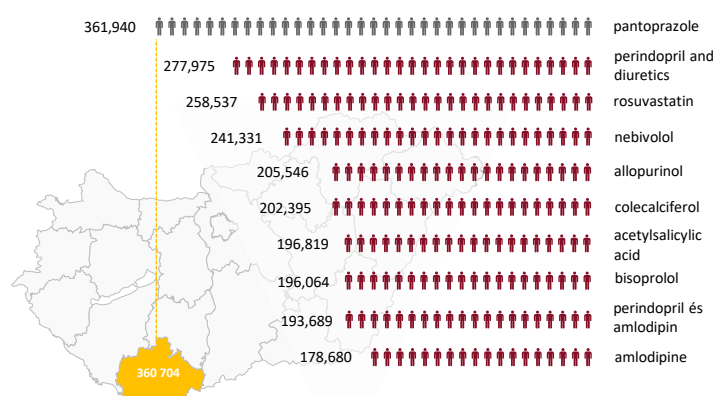 361,940 pantoprazole
277,975 perindopril and
diuretics
258,537 rosuvastatin
241,331 nebivolol
205,546 allopurinol
202,395 colecalciferol
196,819 acetylsalicylic
acid
196,064 bisoprolol
193,689 perindopril és
amlodipin
178,680 amlodipine
360 704